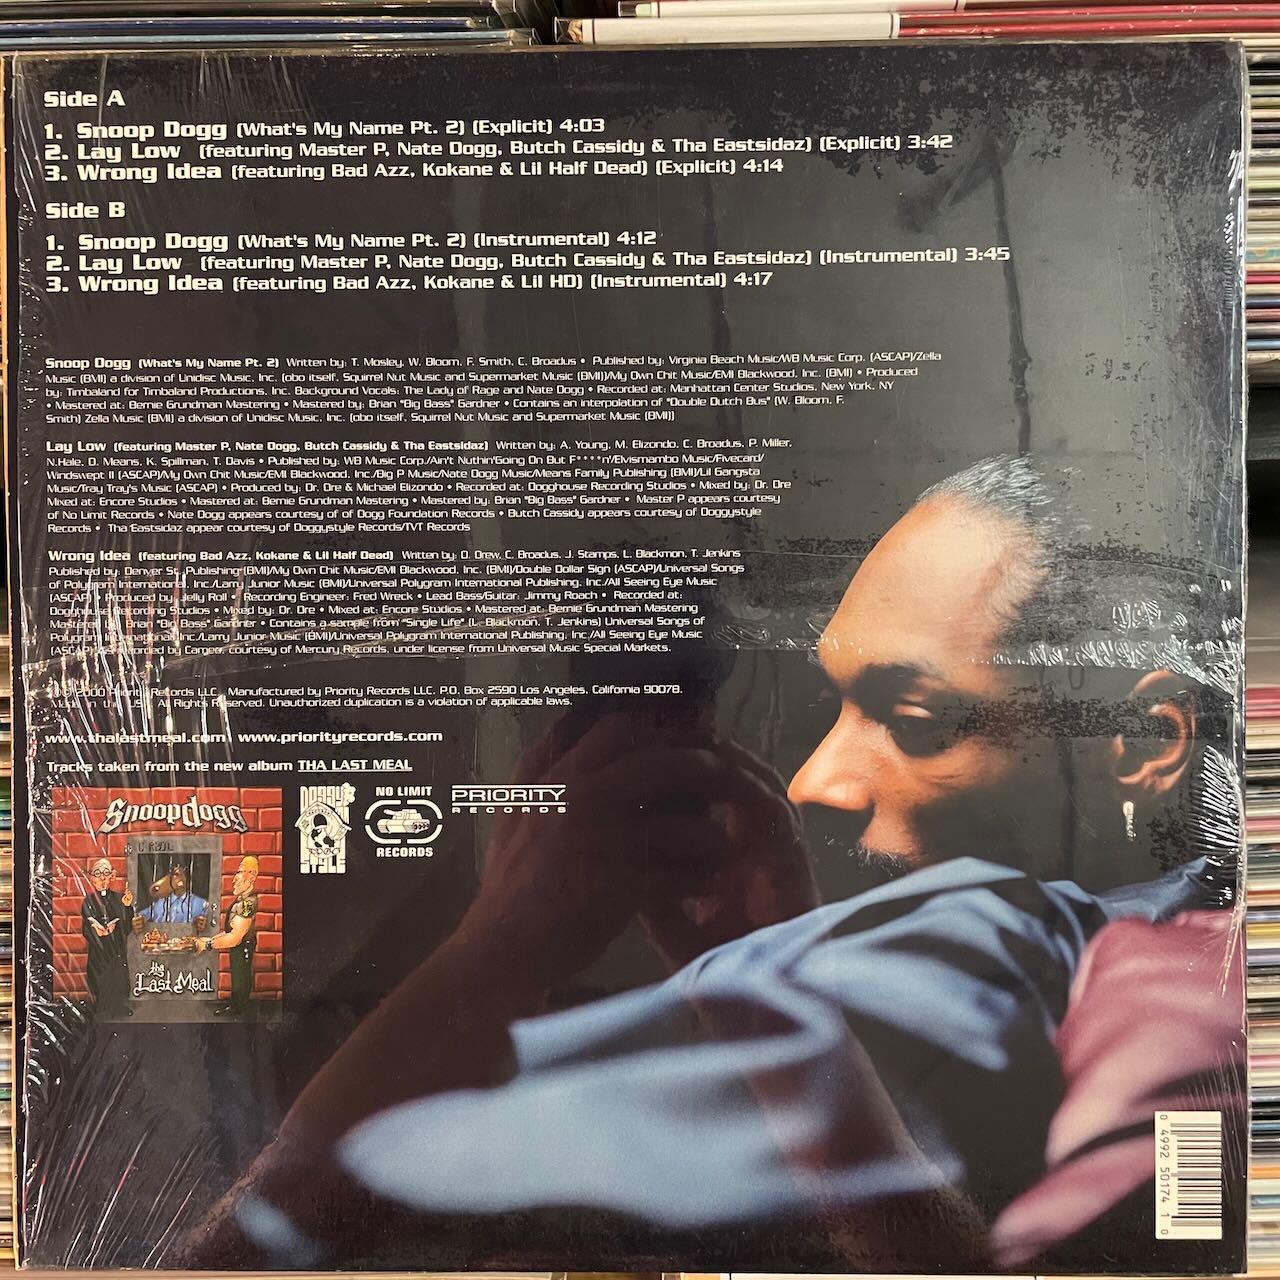 Side A
1. Snoop Dogg (What's My Name Pt. 2) (Explicit) 4:03
2. Lay Low (featuring Master P, Nate Dogg, Butch Cassidy & Tha Eastsidaz) (Explicit) 3:42
3. Wrong Idea (featuring Bad Azz, Kokane & Lil Half Dead) (Explicit) 4:14
Side B
1. Snoop Dogg (What's My Name Pt. 2) (Instrumental) 4:12
2. Lay Low (featuring Master P, Nate Dogg, Butch Cassidy & Tha Eastsidaz) (Instrumental) 3:45
3. Wrong Idea (featuring Bad Azz, Kokane & Lil HD) (Instrumental) 4:17
Snoop Dogg (What's My Name Pt. 2) Written by: T. Mosley, W. Bloom, F. Smith, C. Broadus • Published by: Virginia Beach Music/WB Music Corp. (ASCAP)/Zella
Music (BMI) a division of Unidisc Music, Inc. (obo itself, Squirrel Nut Music and Supermarket Music (BMI))/My Own Chit Music/EMI Blackwood, Inc. (BMI) • Produced
by: Timbaland for Timbaland Productions, Inc. Background Vocals: The Lady of Rage and Nate Dogg • Recorded at: Manhattan Center Studios, New York, NY
• Mastered at: Bernie Grundman Mastering • Mastered by: Brian "Big Bass" Gardner • Contains an interpolation of "Double Dutch Bus" (W. Bloom, F.
Smith) Zella Music (BMI) a division of Unidisc Music, Inc. (obo itself, Squirrel Nut Music and Supermarket Music (BMI))
Lay Low (featuring Master P, Nate Dogg, Butch Cassidy & Tha Eastsidaz) Written by: A. Young, M. Elizondo, C. Broadus, P. Miller,
N.Hale, D. Means, K. Spillman, T. Davis • Published by: WB Music Corp./Ain't Nuthin'Going On But F****n'/Elvismambo Music/Fivecard/
Windswept II (ASCAP)/My Own Chit Music/EMI Blackwood, Inc./Big P Music/Nate Dogg Music/Means Family Publishing (BMI)/Lil Gangsta
Music/Tray Tray's Music (ASCAP) • Produced by: Dr. Dre & Michael Elizondo • Recorded at: Dogghouse Recording Studios • Mixed by: Dr. Dre
Mixed at: Encore Studios • Mastered at: Bernie Grundman Mastering • Mastered by: Brian "Big Bass" Gardner • Master P appears courtesy
of No Limit Records • Nate Dogg appears courtesy of of Dogg Foundation Records • Butch Cassidy appears courtesy of Doggystyle
Records • Tha Eastsidaz appear courtesy of Doggystyle Records/TVT Records
Wrong Idea (featuring Bad Azz, Kokane & Lil Half Dead) Written by: D. Drew, C. Broadus, J. Stamps, L. Blackmon, T. Jenkins
Published by: Denver St. Publishing (BMI)/My Own Chit Music/EMI Blackwood, Inc. (BMI)/Double Dollar Sign (ASCAP)/Universal Songs
of Polygram International, Inc./Larry Junior Music (BMI)/Universal Polygram International Publishing, Inc./All Seeing Eye Music
(ASCAP) • Produced by: Jelly Roll • Recording Engineer: Fred Wreck • Lead Bass/Guitar: Jimmy Roach • Recorded at:
Dogghouse Recording Studios • Mixed by: Dr. Dre • Mixed at: Encore Studios • Mastered at: Bernie Grundman Mastering
Mastered by: Brian "Big Bass" Gardner • Contains a sample from "Single Life" (L. Blackmon, T. Jenkins) Universal Songs of
Polygram International, Inc./Larry Junior Music (BMI)/Universal Polygram International Publishing, Inc./All Seeing Eye Music
(ASCAP) As recorded by Cameo, courtesy of Mercury Records, under license from Universal Music Special Markets.
2000 Priority Records LLC. Manufactured by Priority Records LLC. P.O. Box 2590 Los Angeles, California 90078.
Made in the USA. All Rights Reserved. Unauthorized duplication is a violation of applicable laws.
www.thalastmeal.com www.priorityrecords.com
Tracks taken from the new album THA LAST MEAL
Snoop dogg
the
Last Meal
DOGGY
STYLE
NO LIMIT
RECORDS
PRIORITY
RECORDS
0 4992 50174 1 0